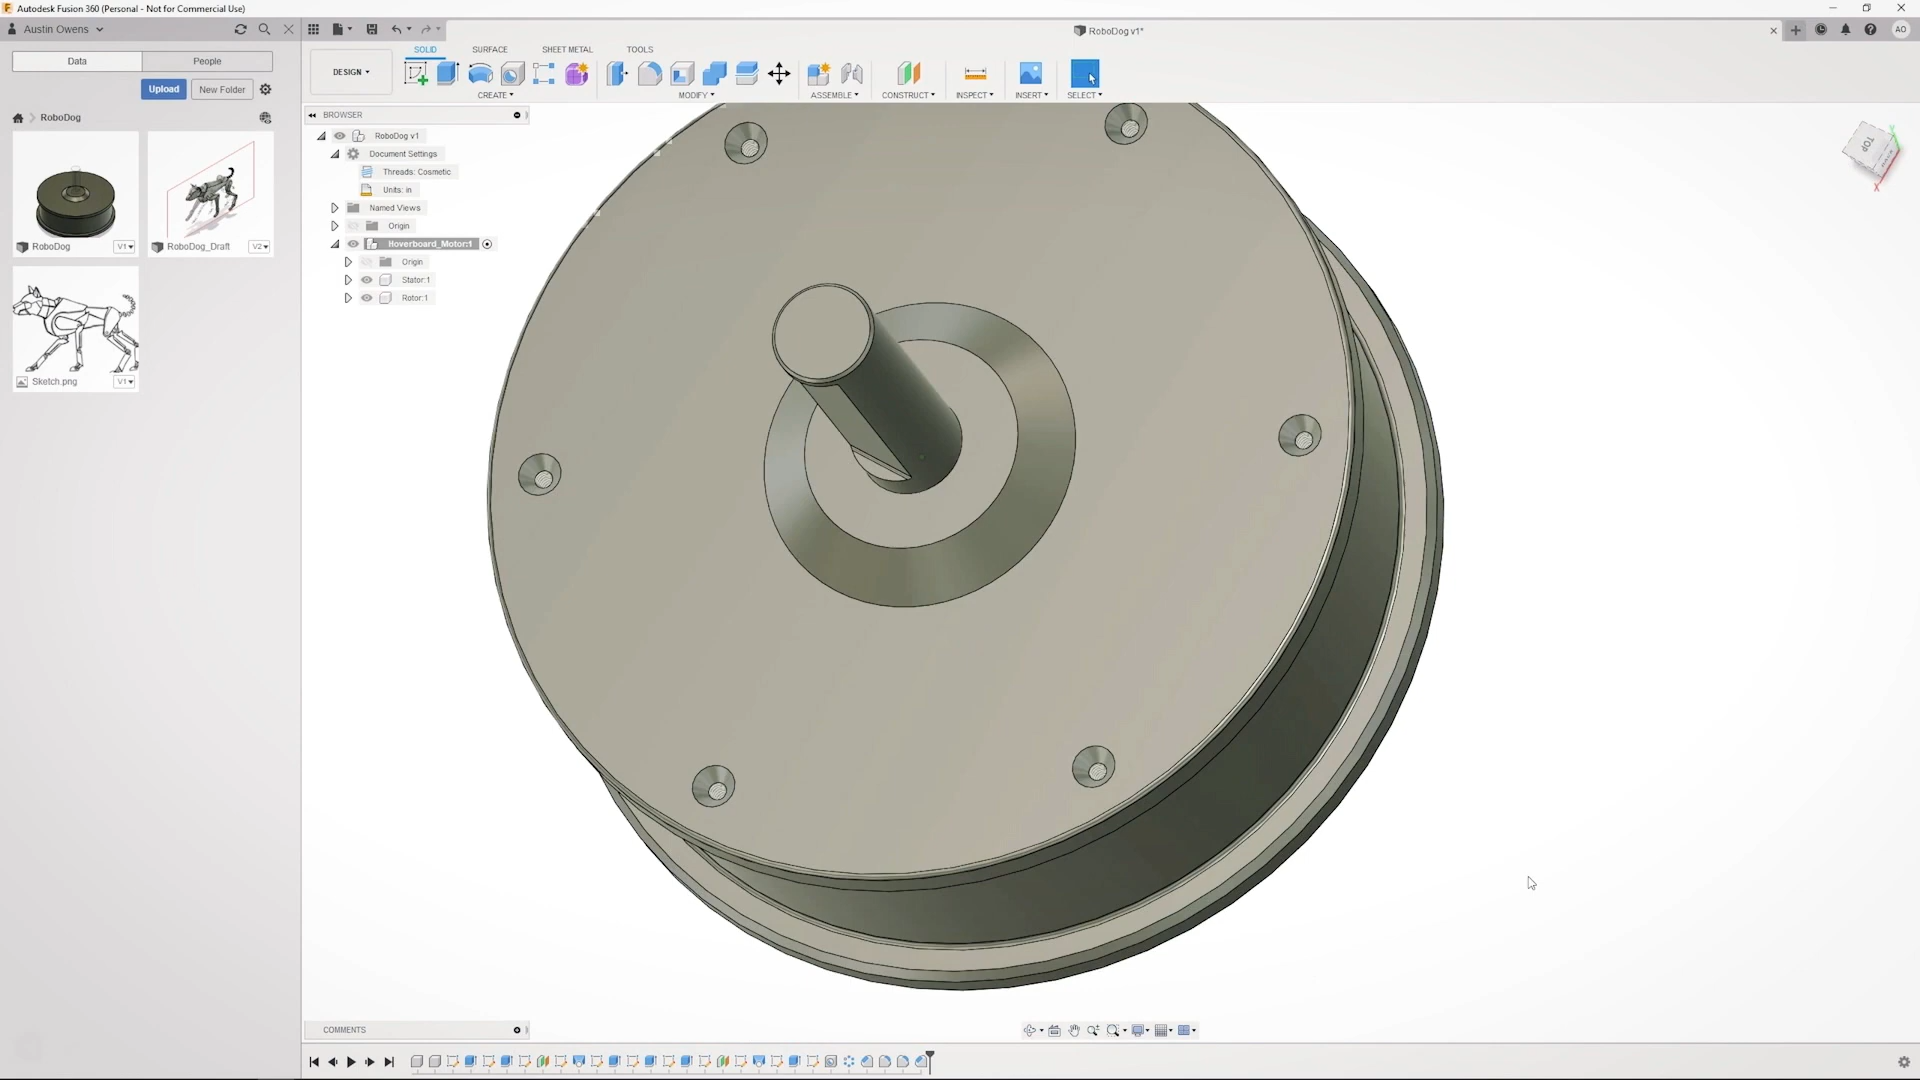 Autodesk Fusion 360 (Personal - Not for Commercial Use)
Austin Owens
RoboDog v1*
AO
Data
People
Upload
New Folder
RoboDog
RoboDog
V1
RoboDog_Draft
V2
Sketch.png
V1
DESIGN
SOLID
SURFACE
SHEET METAL
TOOLS
CREATE
MODIFY
ASSEMBLE
CONSTRUCT
INSPECT
INSERT
SELECT
BROWSER
RoboDog v1
Document Settings
Threads: Cosmetic
Units: in
Named Views
Origin
Hoverboard_Motor:1
Origin
Stator:1
Rotor:1
TOP
BACK
X
Y
COMMENTS